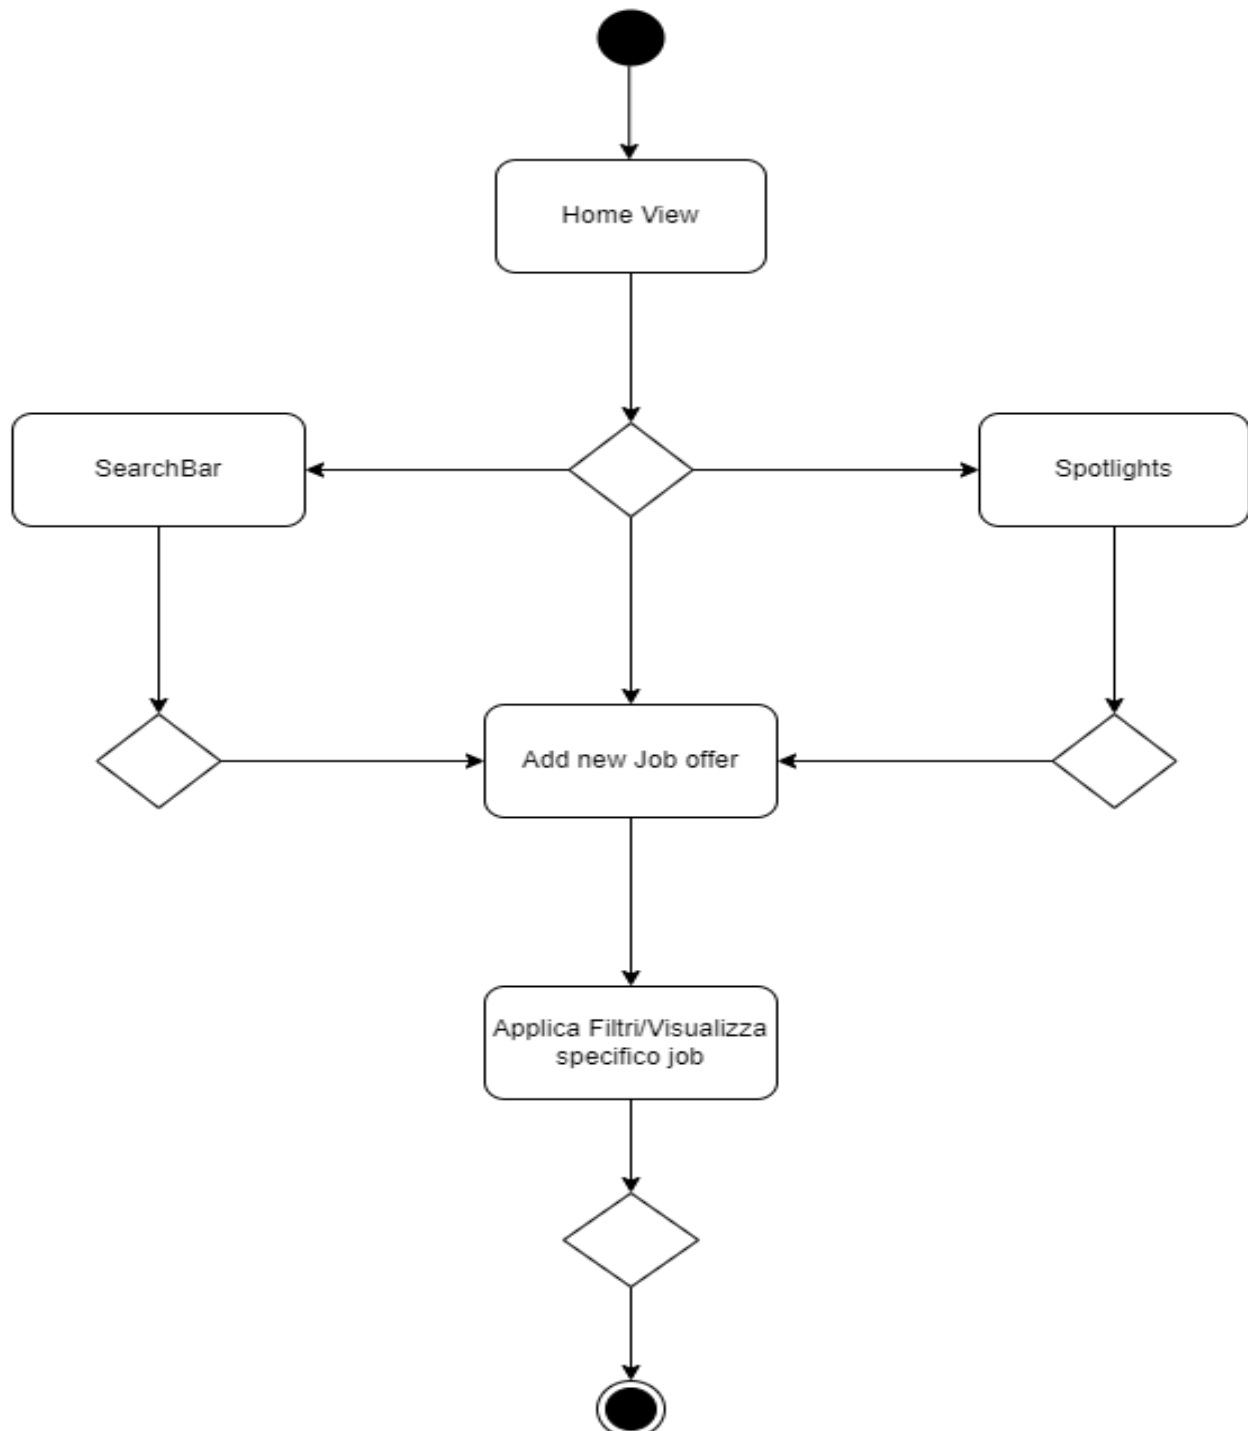 Home View
SearchBar
Spotlights
Add new Job offer
Applica Filtri/Visualizza
specifico job